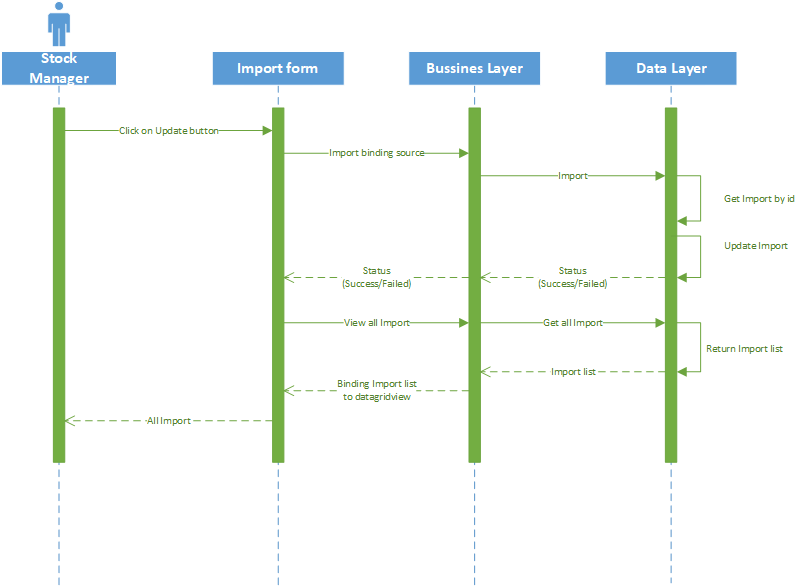 Stock
Manager
Import form
Bussines Layer
Data Layer
Click on Update button
Import binding source
Import
Get Import by id
Update Import
Status
(Success/Failed)
Status
(Success/Failed)
View all Import
Get all Import
Return Import list
Import list
Binding Import list
to datagridview
All Import